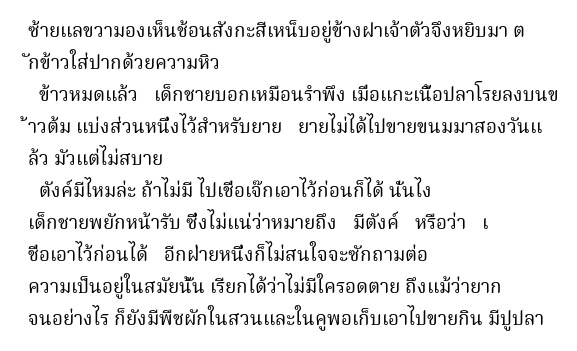 ซ้ายแลขวามองเห็นช้อนสังกะสีเหน็บอยู่ข้างฝาเจ้าตัวจึงหยิบมา ต
ักข้าวใส่ปากด้วยความหิว
ข้าวหมดแล้ว เด็กชายบอกเหมือนรำพึง เมื่อแกะเนื้อปลาโรยลงบนข
้าวต้ม แบ่งส่วนหนึ่งไว้สำหรับยาย ยายไม่ได้ไปขายขนมมาสองวันแ
ล้ว มัวแต่ไม่สบาย
ตังค์มีไหมล่ะ ถ้าไม่มี ไปเชื่อเจ๊กเอาไว้ก่อนก็ได้ นั่นไง
เด็กชายพยักหน้ารับ ซึ่งไม่แน่ว่าหมายถึง มีตังค์ หรือว่า เ
ชื่อเอาไว้ก่อนได้ อีกฝ่ายหนึ่งก็ไม่สนใจจะซักถามต่อ
ความเป็นอยู่ในสมัยนั้น เรียกได้ว่าไม่มีใครอดตาย ถึงแม้ว่ายาก
จนอย่างไร ก็ยังมีพืชผักในสวนและในคูพอเก็บเอาไปขายกิน มีปูปลา